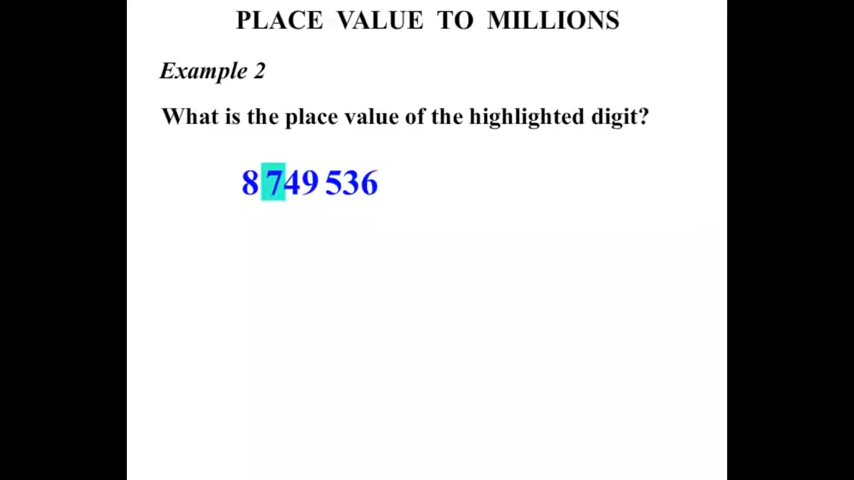 PLACE VALUE TO MILLIONS
Example 2
What is the place value of the highlighted digit?
8 749 536